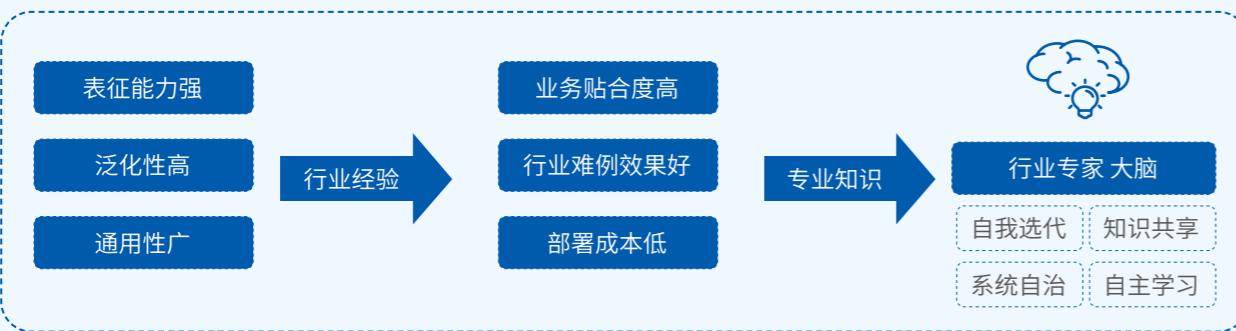 表征能力强
泛化性高
通用性广
行业经验
业务贴合度高
行业难例效果好
部署成本低
专业知识
行业专家 大脑
自我选代
知识共享
系统自治
自主学习